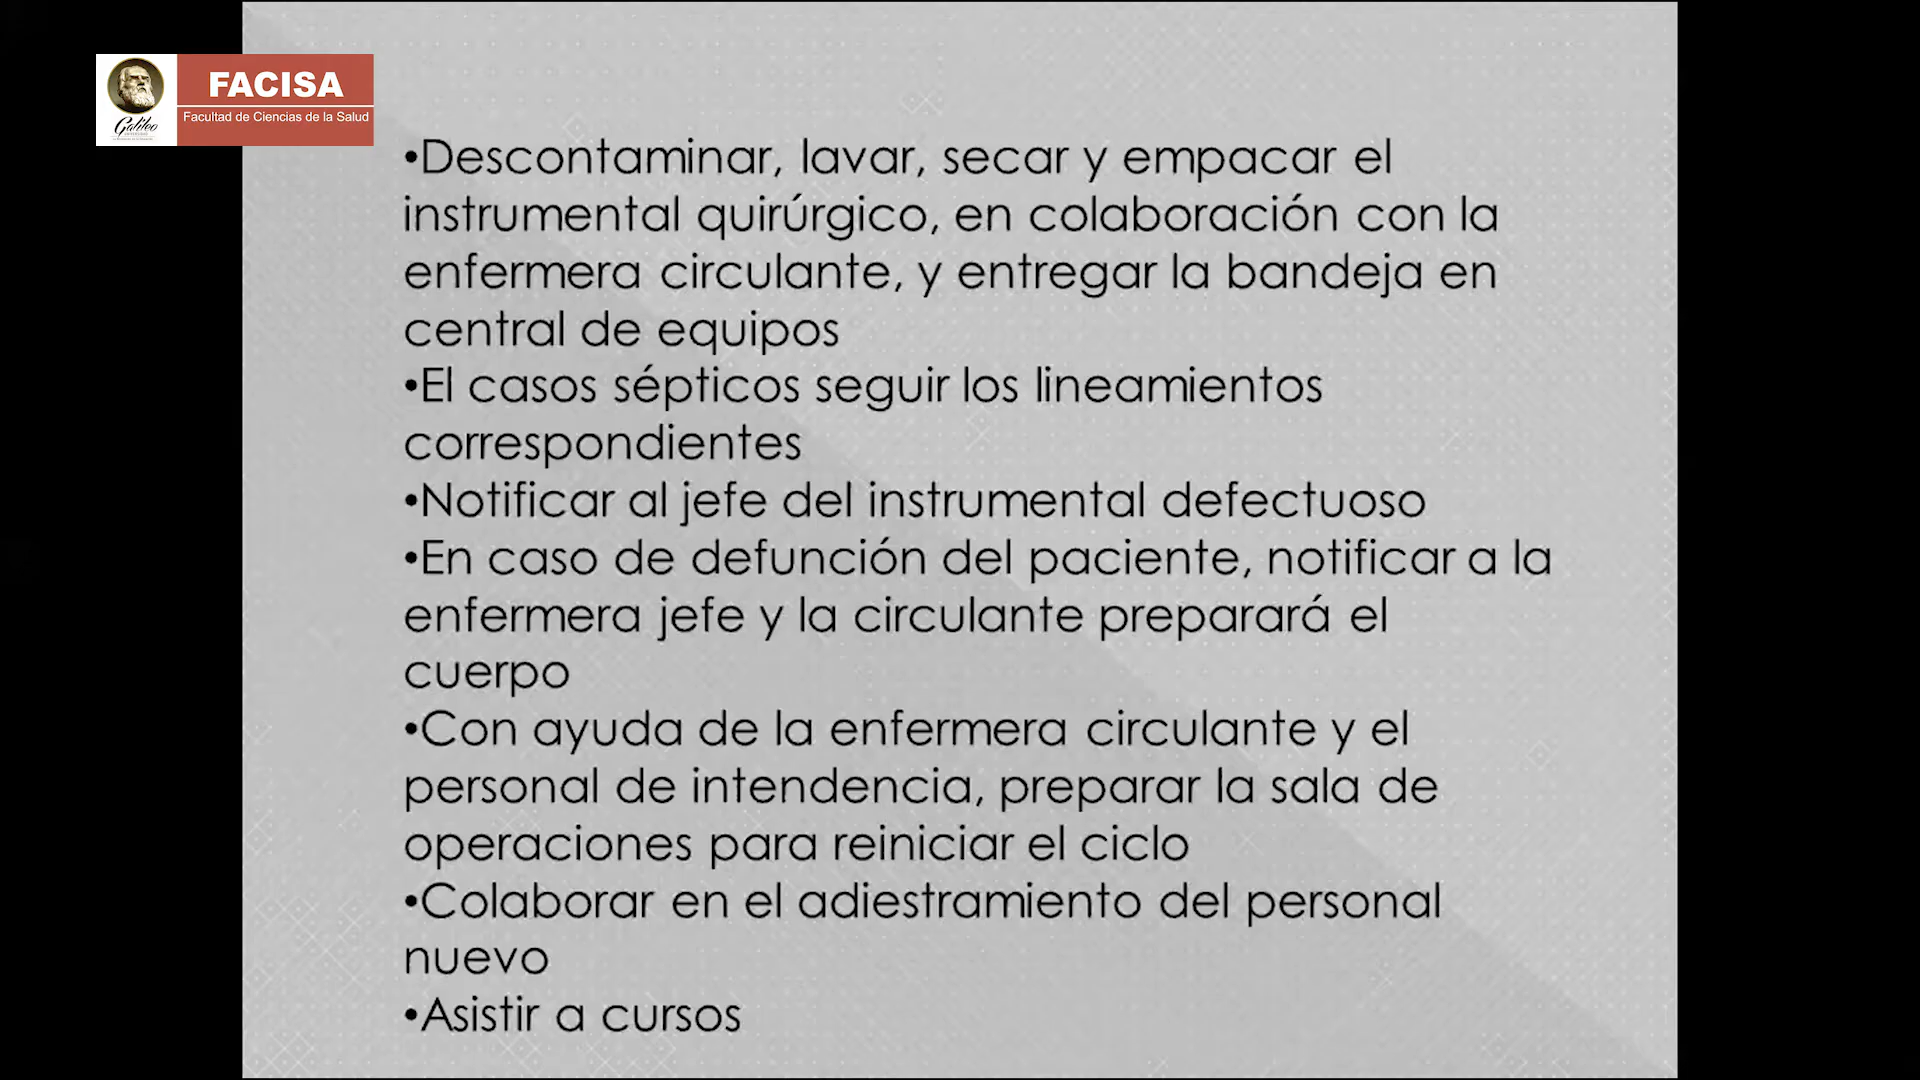 FACISA
Galileo
Facultad de Ciencias de la Salud
•Descontaminar, lavar, secar y empacar el
instrumental quirúrgico, en colaboración con la
enfermera circulante, y entregar la bandeja en
central de equipos
•El casos sépticos seguir los lineamientos
correspondientes
•Notificar al jefe del instrumental defectuoso
•En caso de defunción del paciente, notificar a la
enfermera jefe y la circulante preparará el
cuerpo
•Con ayuda de la enfermera circulante y el
personal de intendencia, preparar la sala de
operaciones para reiniciar el ciclo
•Colaborar en el adiestramiento del personal
nuevo
•Asistir a cursos